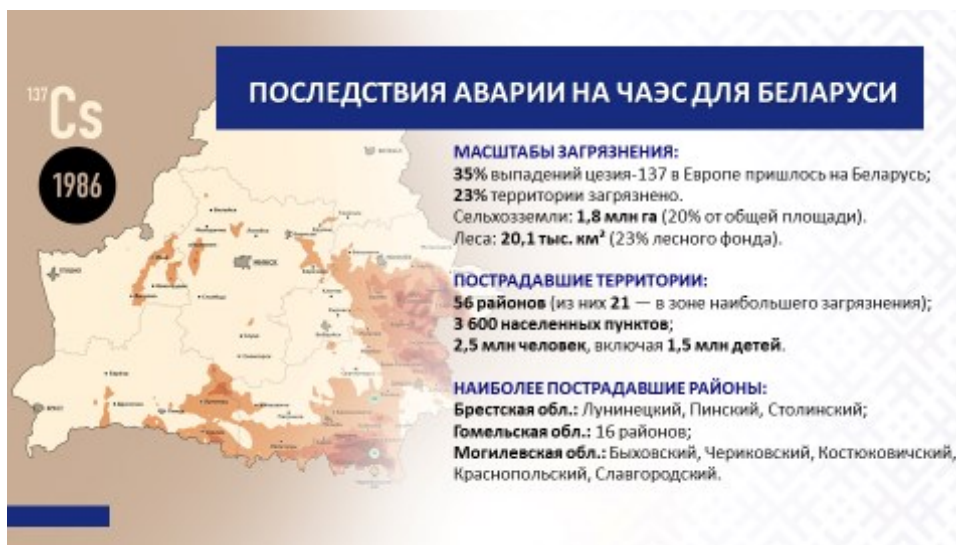 ПОСЛЕДСТВИЯ АВАРИИ НА ЧАЭС ДЛЯ БЕЛАРУСИ
137Cs
1986
МАСШТАБЫ ЗАГРЯЗНЕНИЯ:
35% выпадений цезия-137 в Европе пришлось на Беларусь;
23% территории загрязнено.
Сельхозземли: 1,8 млн га (20% от общей площади).
Леса: 20,1 тыс. км² (23% лесного фонда).
ПОСТРАДАВШИЕ ТЕРРИТОРИИ:
56 районов (из них 21 — в зоне наибольшего загрязнения);
3 600 населенных пунктов;
2,5 млн человек, включая 1,5 млн детей.
НАИБОЛЕЕ ПОСТРАДАВШИЕ РАЙОНЫ:
Брестская обл.: Лунинецкий, Пинский, Столинский;
Гомельская обл.: 16 районов;
Могилевская обл.: Быховский, Чериковский, Костюковичский,
Краснопольский, Славгородский.
МИНСК